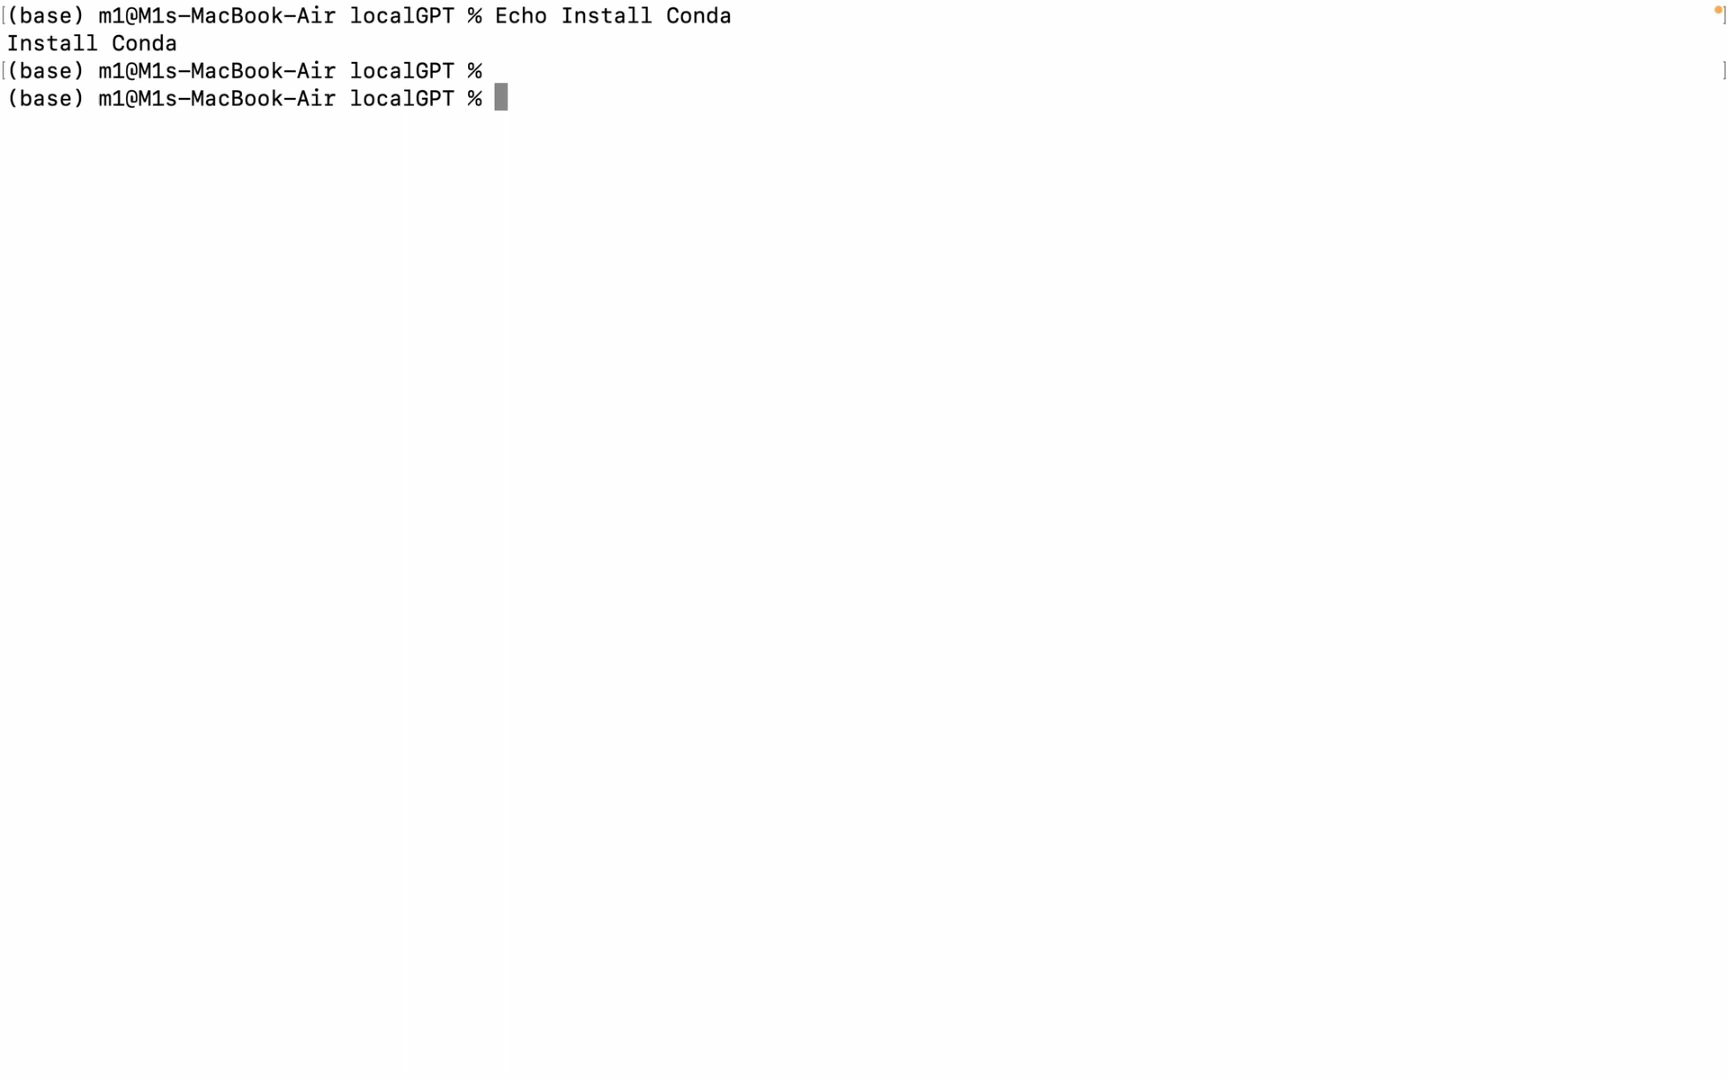 [(base) m1@M1s-MacBook-Air localGPT % Echo Install Conda ]
Install Conda
[(base) m1@M1s-MacBook-Air localGPT % ]
(base) m1@M1s-MacBook-Air localGPT %